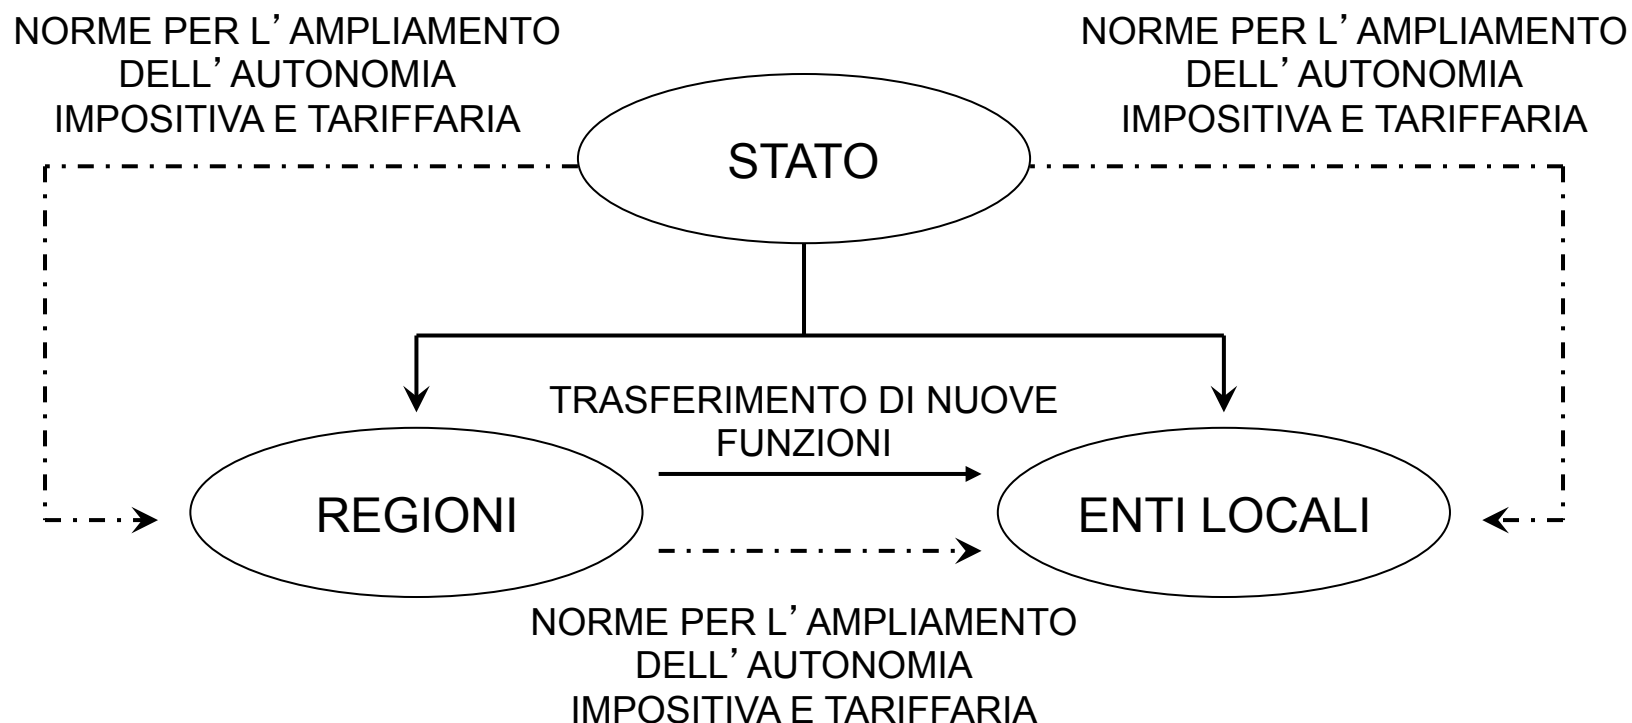 NORME PER L’AMPLIAMENTO
DELL’AUTONOMIA
IMPOSITIVA E TARIFFARIA
NORME PER L’AMPLIAMENTO
DELL’AUTONOMIA
IMPOSITIVA E TARIFFARIA
STATO
TRASFERIMENTO DI NUOVE
FUNZIONI
REGIONI
ENTI LOCALI
NORME PER L’AMPLIAMENTO
DELL’AUTONOMIA
IMPOSITIVA E TARIFFARIA